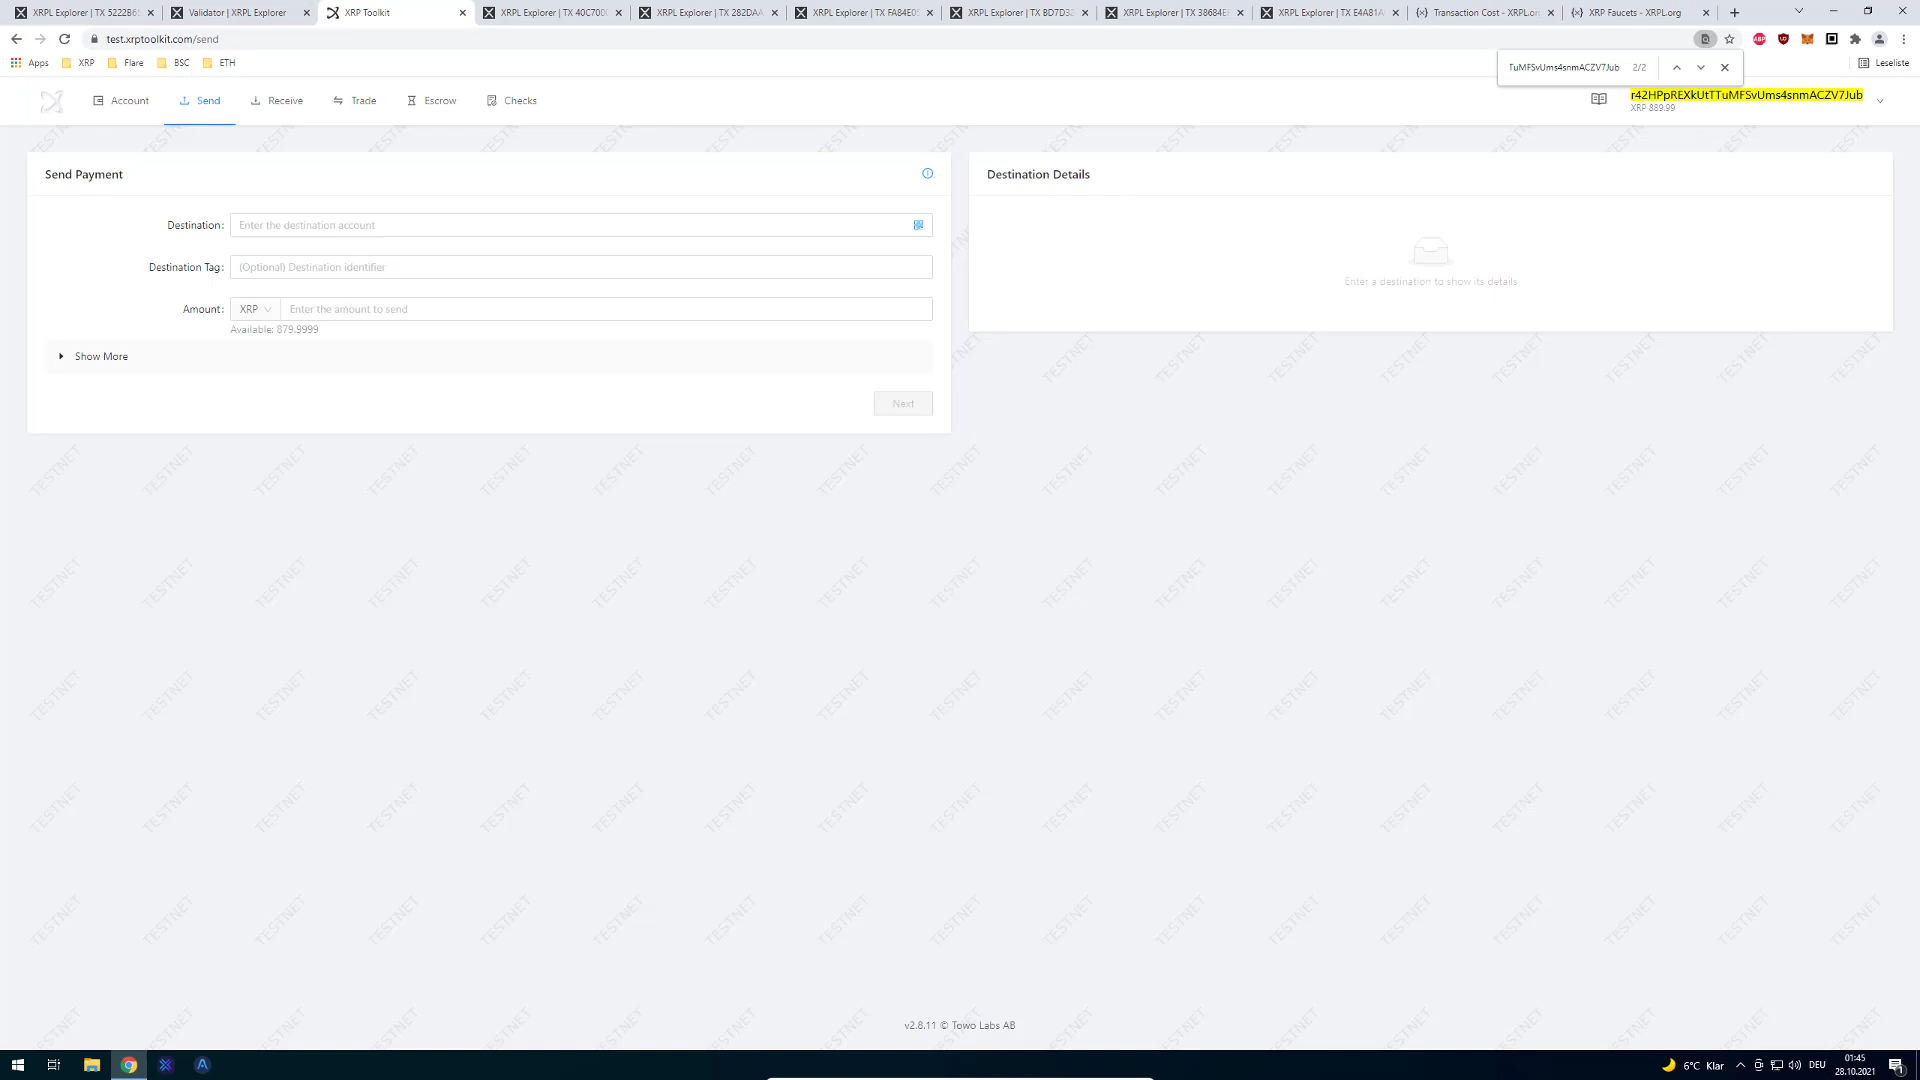 XRPL Explorer | TX 5222B6
Validator | XRPL Explorer
XRP Toolkit
XRPL Explorer | TX 40C700
XRPL Explorer | TX 282DAA
XRPL Explorer | TX FA84E05
XRPL Explorer | TX BD7D32
XRPL Explorer | TX 38684E
XRPL Explorer | TX E4A81A
Transaction Cost - XRPL.or
XRP Faucets - XRPL.org
test.xrptoolkit.com/send
Apps
XRP
Flare
BSC
ETH
TuMFSvUms4snmACZV7Jub 2/2
Leseliste
Account
Send
Receive
Trade
Escrow
Checks
r42HPpREXkUtTTuMFSvUms4snmACZV7Jub
XRP 889.99
Send Payment
Destination:
Enter the destination account
Destination Tag:
(Optional) Destination identifier
Amount:
XRP
Enter the amount to send
Available: 879.9999
Show More
Next
Destination Details
Enter a destination to show its details
TESTNET
v2.8.11 © Towo Labs AB
6°C Klar
DEU
01:45
28.10.2021